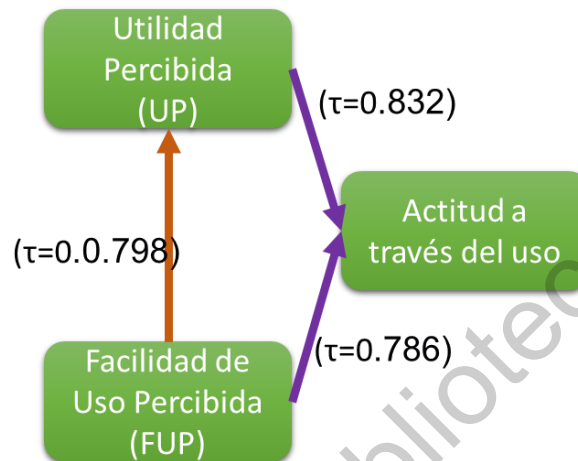 Utilidad
Percibida
(UP)
(τ=0.832)
Actitud a
través del uso
(τ=0.0.798)
(τ=0.786)
Facilidad de
Uso Percibida
(FUP)
bibliotec